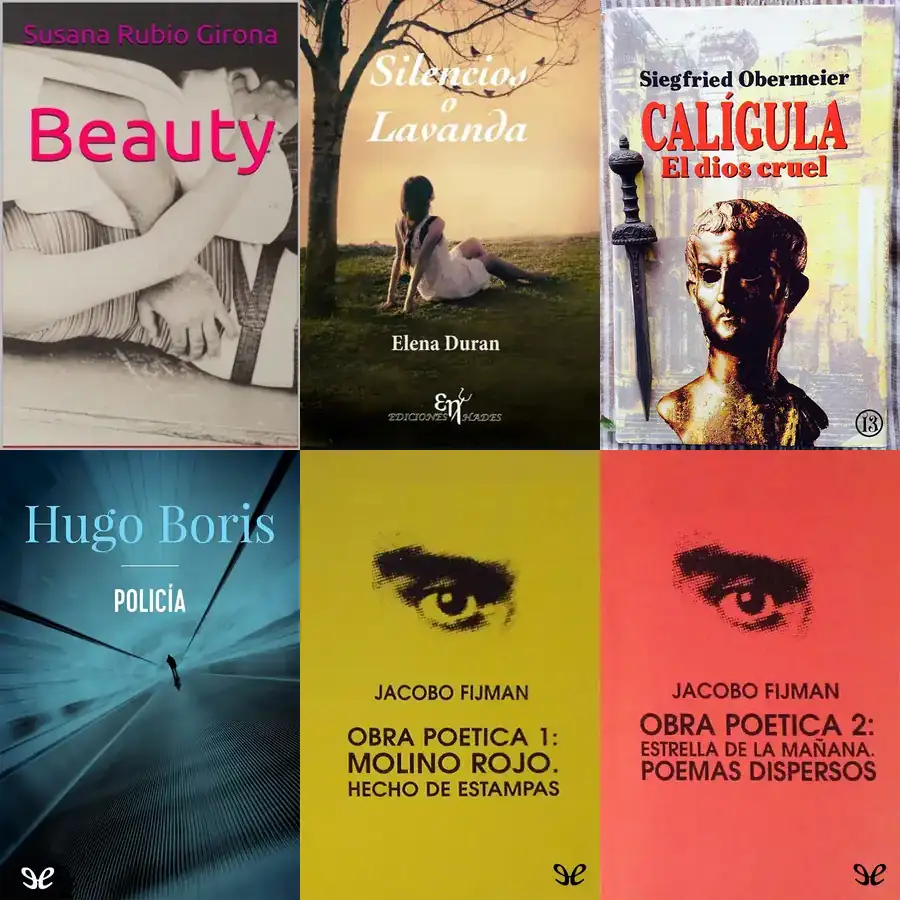 Susana Rubio Girona
Beauty
Silencios
o
Lavanda
Elena Duran
EDICIONES HADES
Siegfried Obermeier
CALÍGULA
El dios cruel
13
Hugo Boris
POLICÍA
JACOBO FIJMAN
OBRA POETICA 1:
MOLINO ROJO.
HECHO DE ESTAMPAS
JACOBO FIJMAN
OBRA POETICA 2:
ESTRELLA DE LA MAÑANA.
POEMAS DISPERSOS